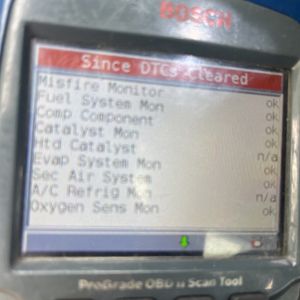 BOSCH
Since DTCs Cleared
Misfire Monitor ok
Fuel System Mon ok
Comp Component ok
Catalyst Mon ok
Htd Catalyst n/a
Evap System Mon ok
Sec Air System ok
A/C Refrig Mon n/a
Oxygen Sens Mon ok
ProGrade OBD II Scan Tool